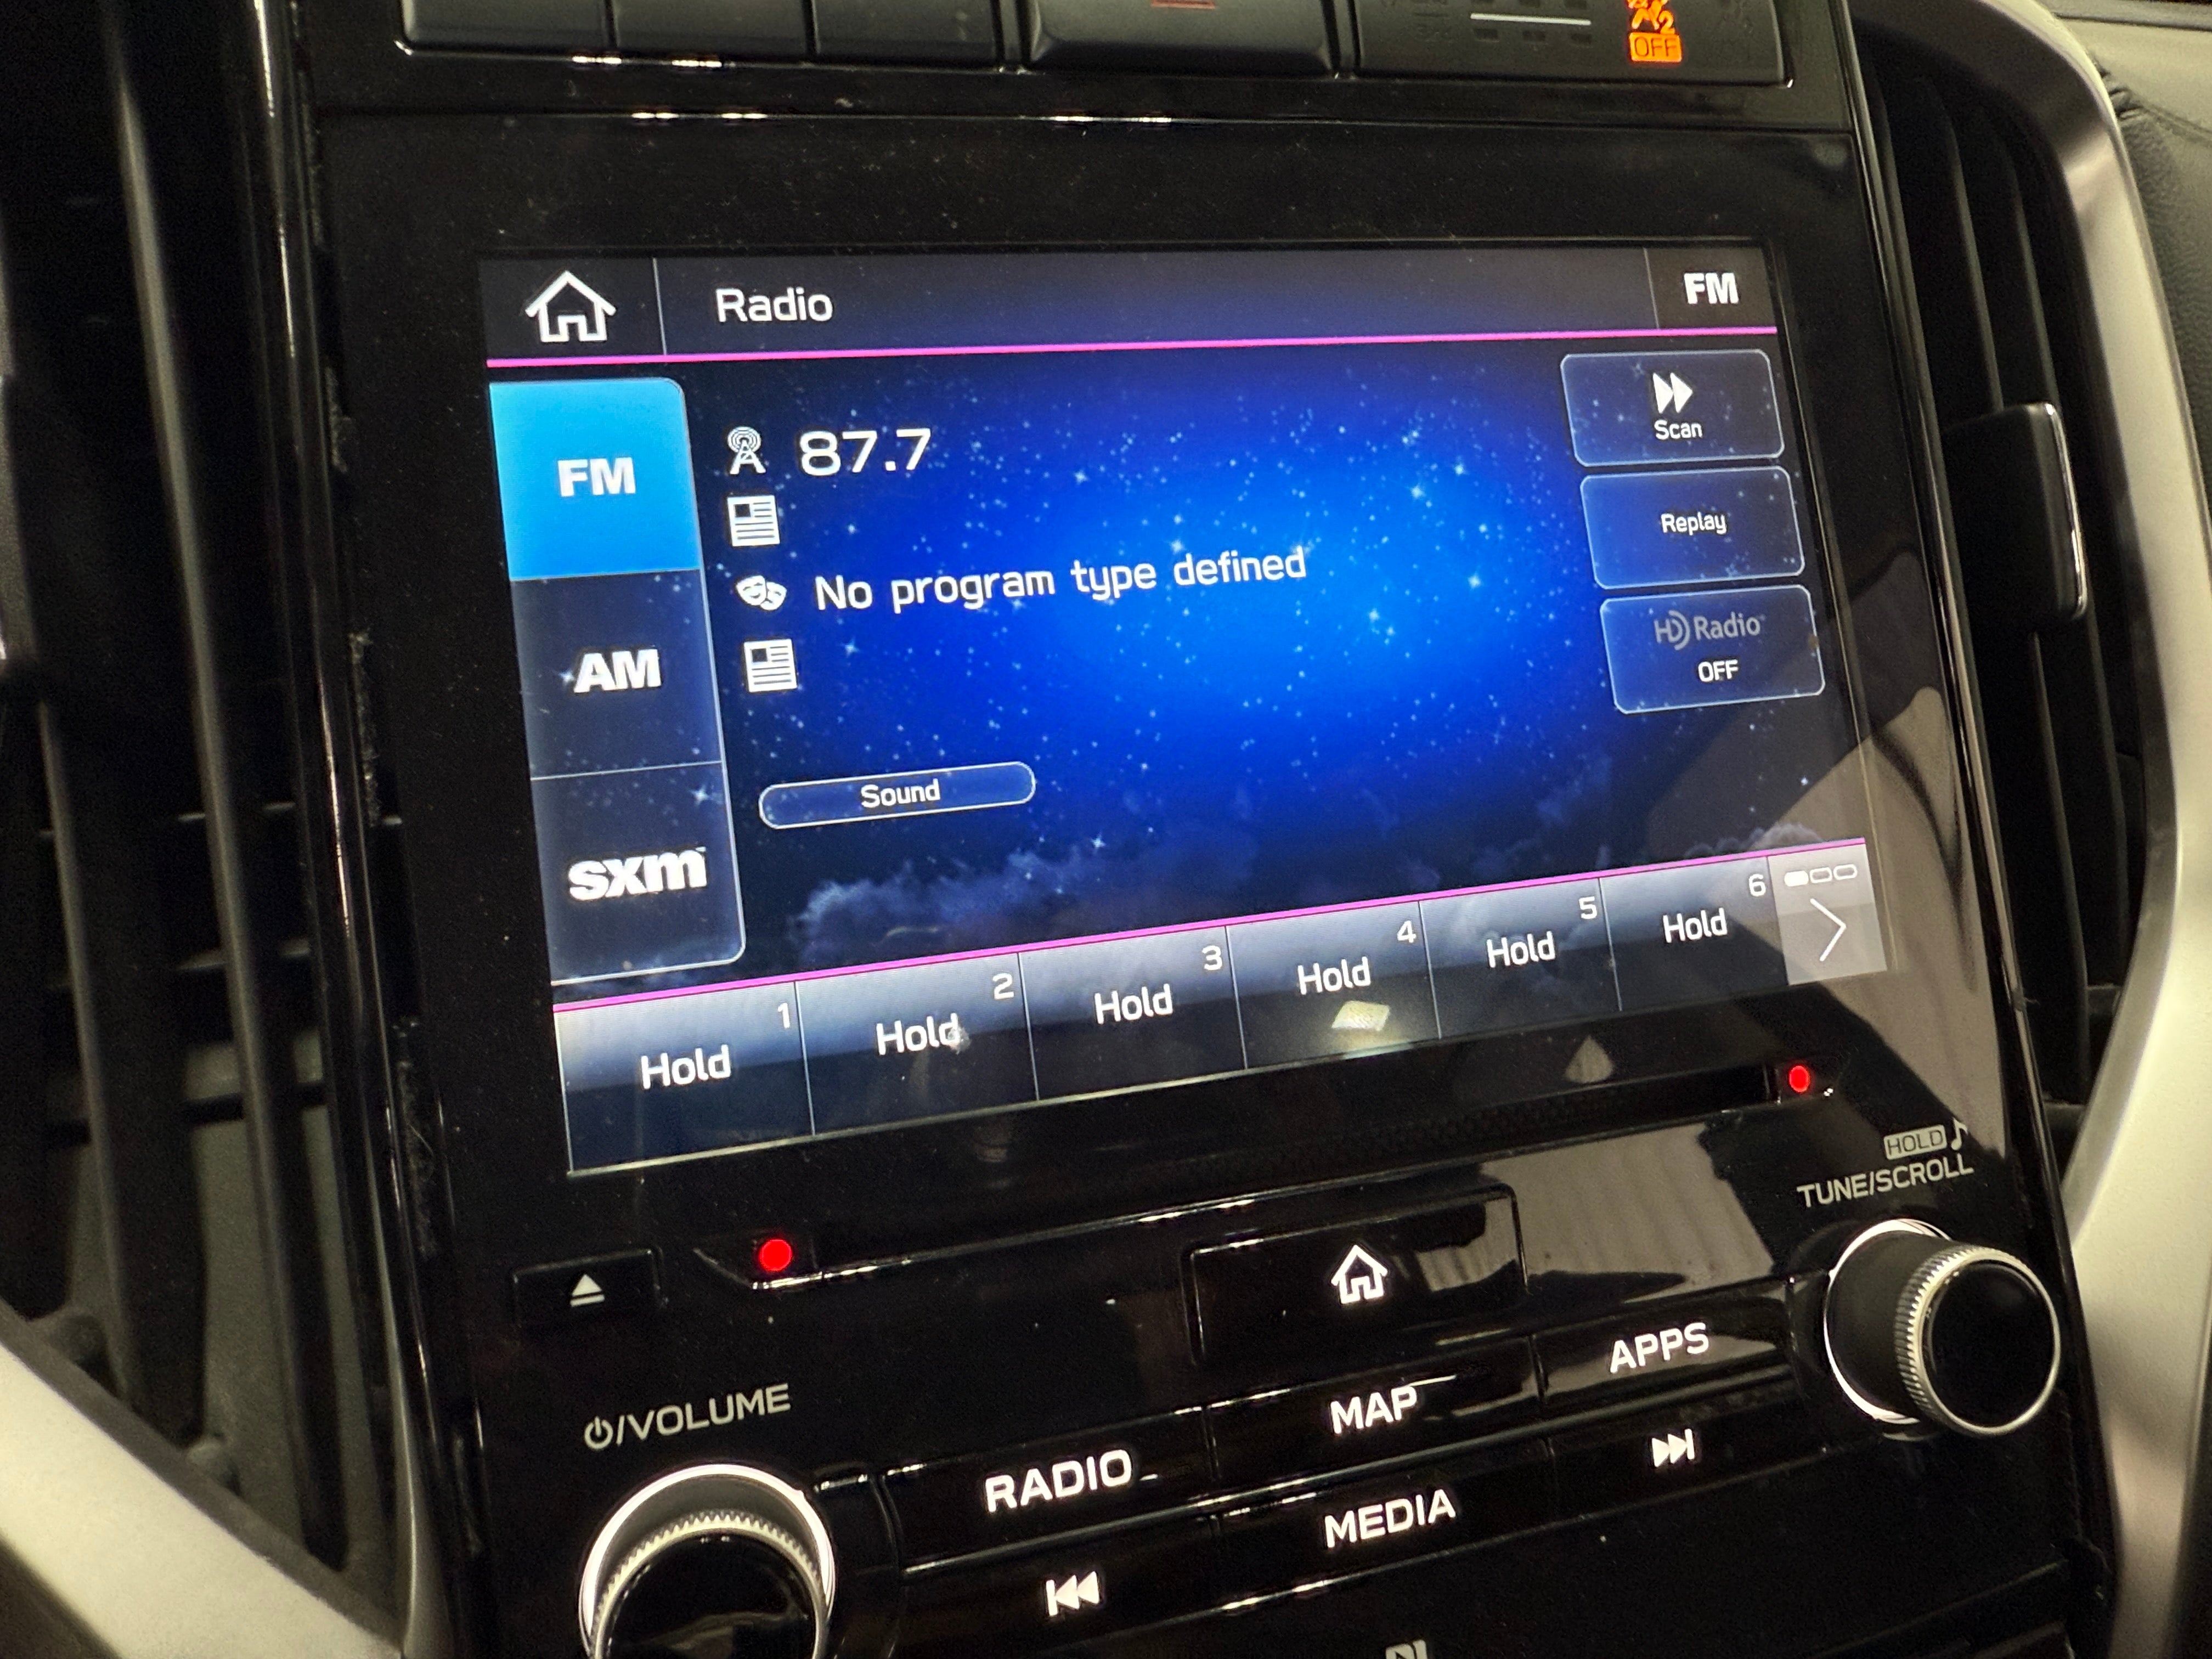 2
OFF
Radio
FM
FM
AM
sxm
87.7
No program type defined
Sound
Scan
Replay
HD Radio
OFF
1
Hold
2
Hold
3
Hold
4
Hold
5
Hold
6
Hold
HOLD
TUNE/SCROLL
/VOLUME
RADIO
MAP
APPS
MEDIA